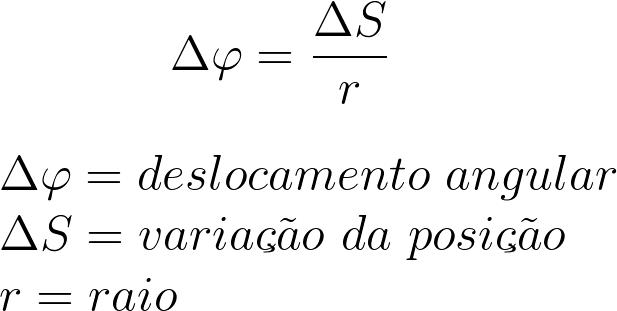 Δφ = ΔS / r
Δφ = deslocamento angular
ΔS = variação da posição
r = raio